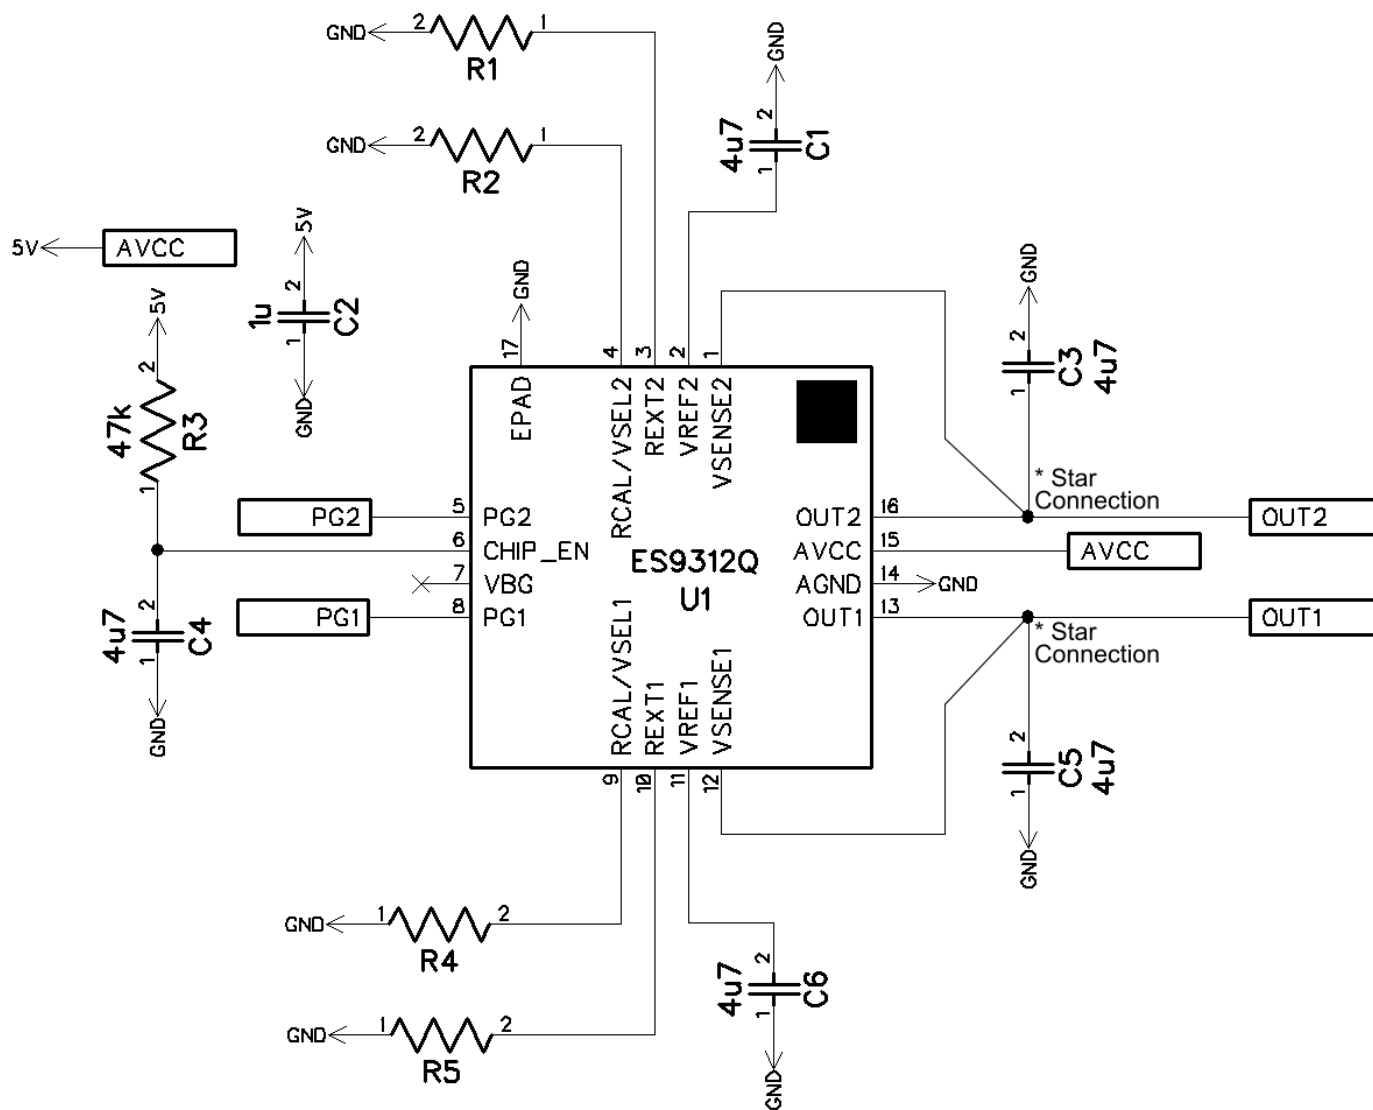 GND 2 1
R1
GND
GND 2 1
R2
2
4u7 C1
1
5V AVCC
5V
2
1u C2
1
GND
5V
2
47k R3
1
GND
GND
2
C3 4u7
1
17 4 3 2 1
EPAD
RCAL/VSEL2
REXT2
VREF2
VSENSE2
* Star
Connection
PG2 5 PG2
OUT2 16 OUT2
6 CHIP_EN
AVCC 15 AVCC
ES9312Q
U1
7 VBG
AGND 14 GND
PG1 8 PG1
OUT1 13 OUT1
* Star
Connection
2
4u7 C4
1
GND
RCAL/VSEL1
REXT1
VREF1
VSENSE1
9 10 11 12
2
C5 4u7
1
GND
GND 1 2
R4
2
4u7 C6
1
GND
GND 1 2
R5